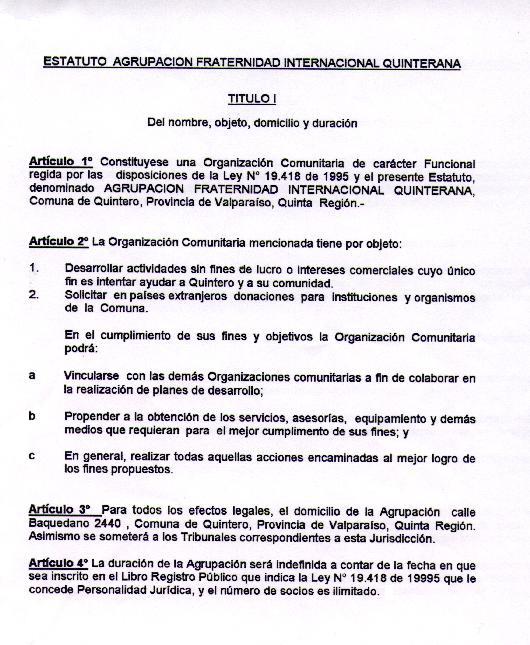 ESTATUTO AGRUPACION FRATERNIDAD INTERNACIONAL QUINTERANA
TITULO I
Del nombre, objeto, domicilio y duración
Artículo 1º Constituyese una Organización Comunitaria de carácter Funcional
regida por las disposiciones de la Ley Nº 19.418 de 1995 y el presente Estatuto,
denominado AGRUPACION FRATERNIDAD INTERNACIONAL QUINTERANA,
Comuna de Quintero, Provincia de Valparaíso, Quinta Región.-
Artículo 2º La Organización Comunitaria mencionada tiene por objeto:
1. Desarrollar actividades sin fines de lucro o intereses comerciales cuyo único
fin es intentar ayudar a Quintero y a su comunidad.
2. Solicitar en países extranjeros donaciones para instituciones y organismos
de la Comuna.
En el cumplimiento de sus fines y objetivos la Organización Comunitaria
podrá:
a Vincularse con las demás Organizaciones comunitarias a fin de colaborar en
la realización de planes de desarrollo;
b Propender a la obtención de los servicios, asesorías, equipamiento y demás
medios que requieran para el mejor cumplimento de sus fines; y
c En general, realizar todas aquellas acciones encaminadas al mejor logro de
los fines propuestos.
Artículo 3º Para todos los efectos legales, el domicilio de la Agrupación calle
Baquedano 2440 , Comuna de Quintero, Provincia de Valparaíso, Quinta Región.
Asimismo se someterá a los Tribunales correspondientes a esta Jurisdicción.
Artículo 4º La duración de la Agrupación será indefinida a contar de la fecha en que
sea inscrito en el Libro Registro Público que indica la Ley Nº 19.418 de 19995 que le
concede Personalidad Jurídica, y el número de socios es ilimitado.